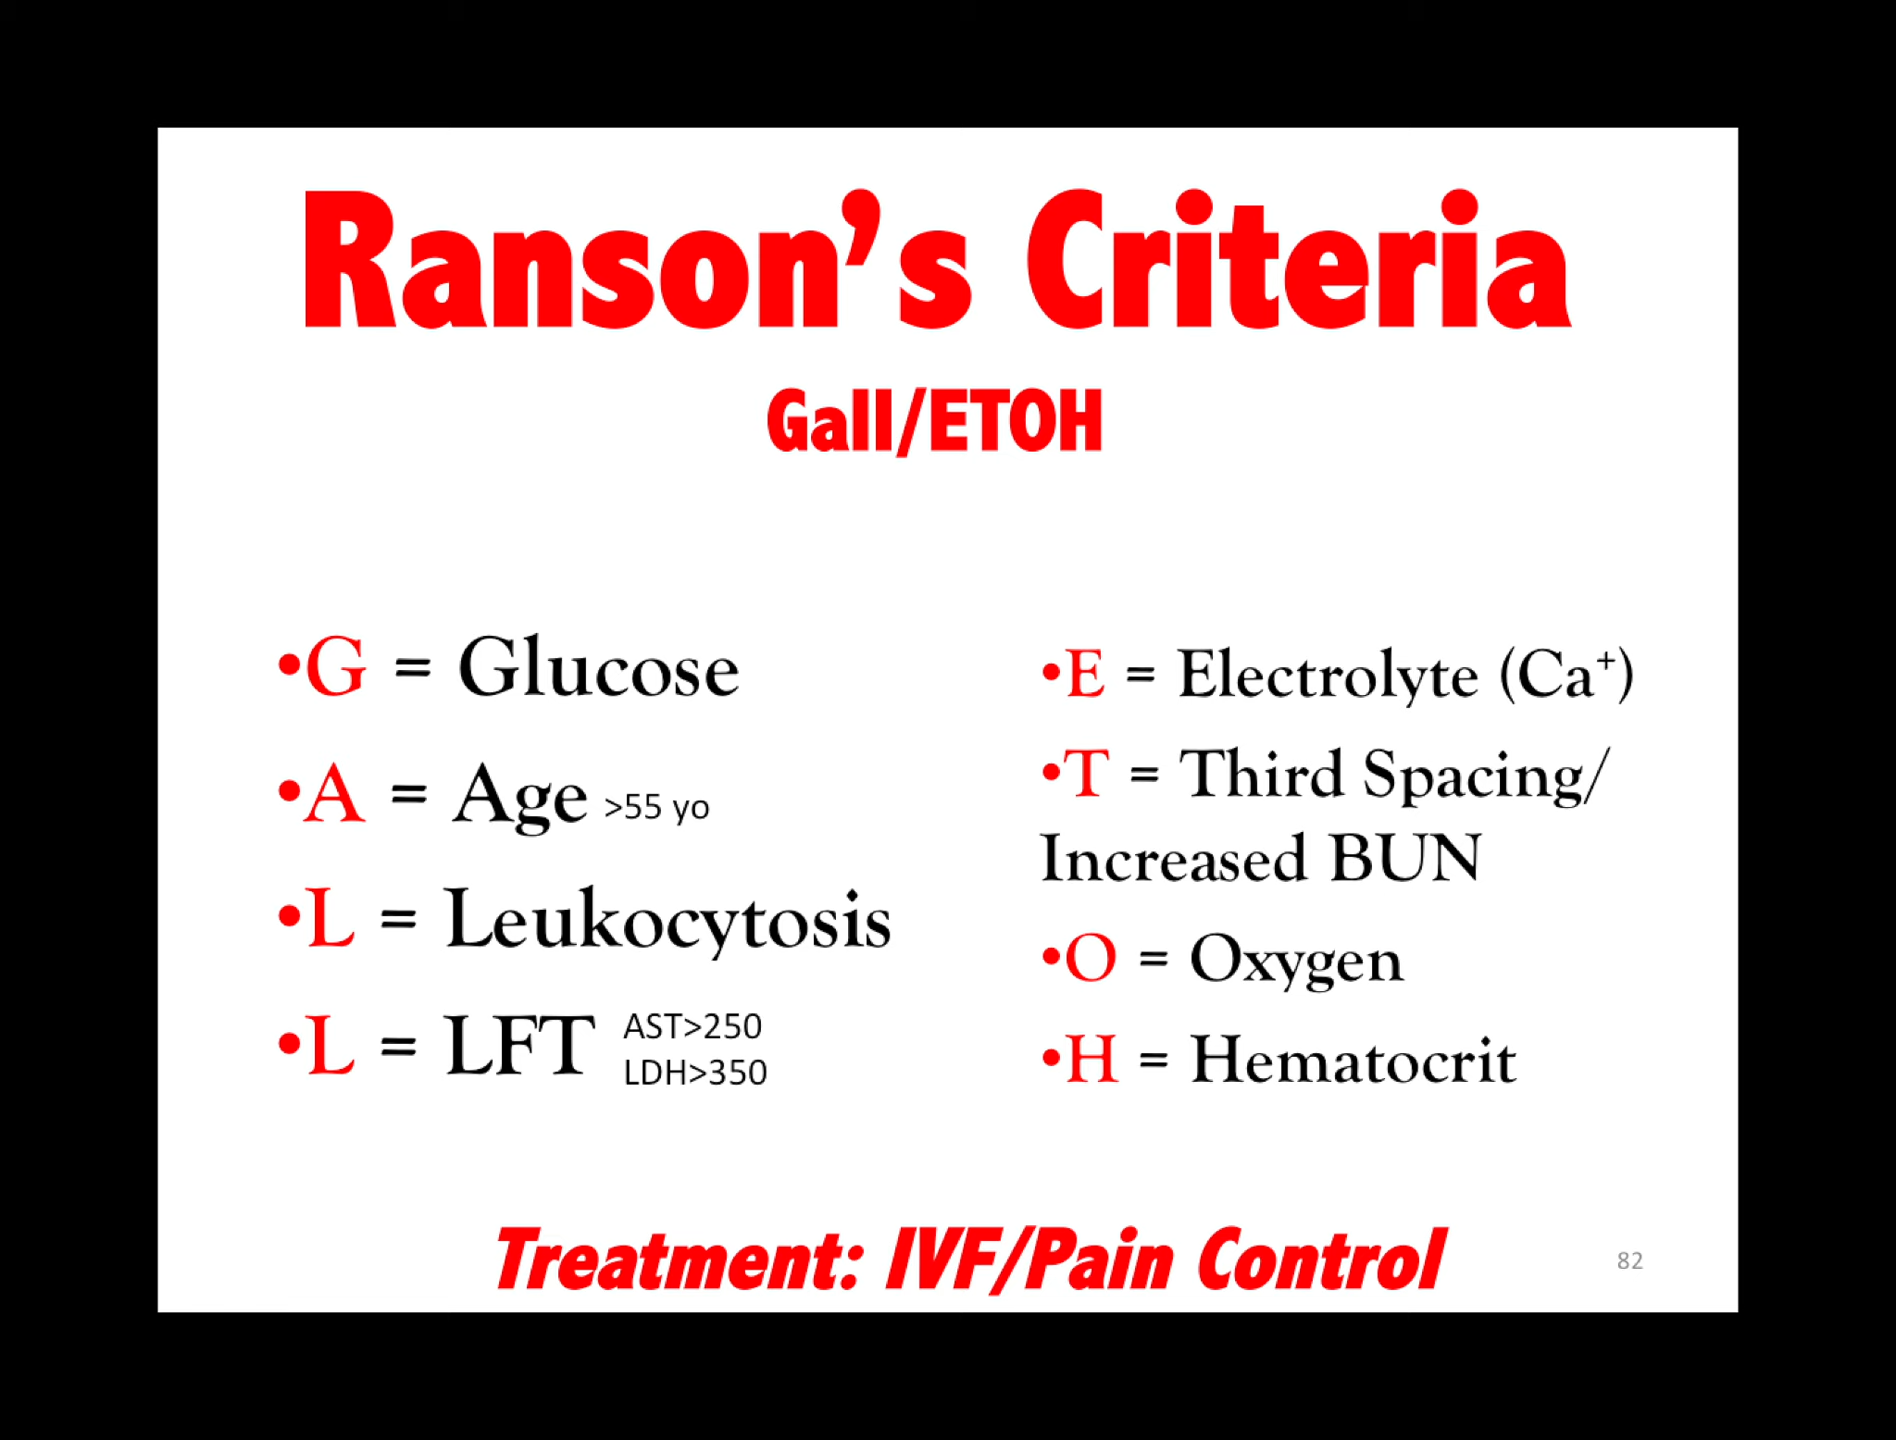 Ranson’s Criteria
Gall/ETOH
•G = Glucose
•A = Age >55 yo
•L = Leukocytosis
•L = LFT AST>250
LDH>350
•E = Electrolyte (Ca⁺)
•T = Third Spacing/
Increased BUN
•O = Oxygen
•H = Hematocrit
Treatment: IVF/Pain Control
82